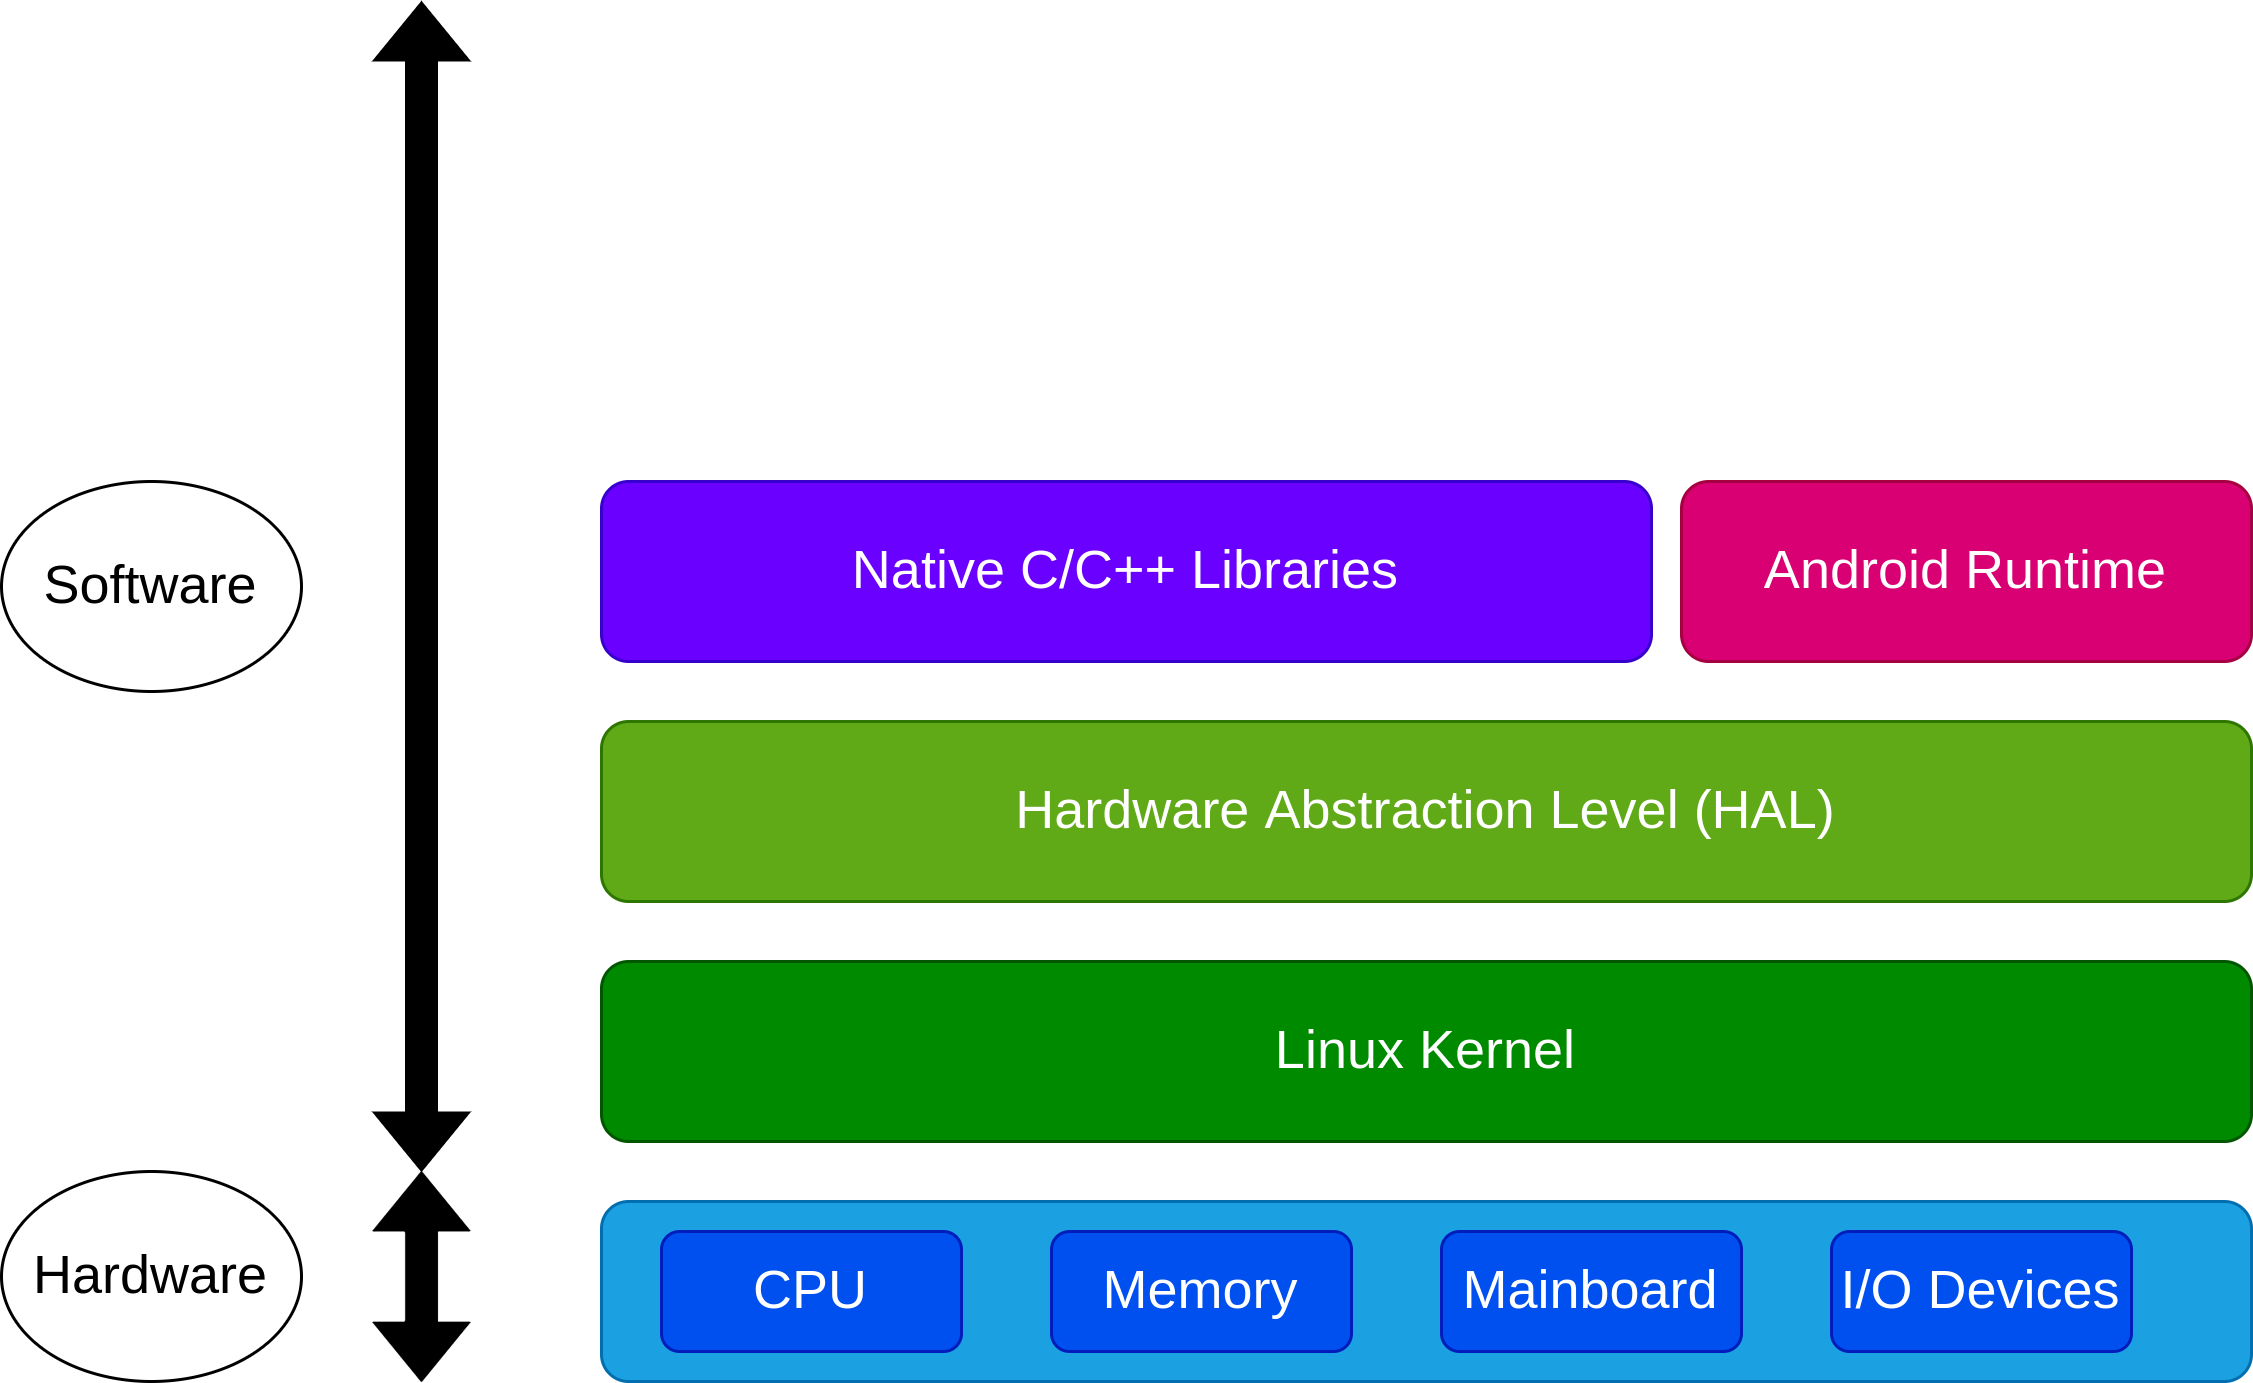 Native C/C++ Libraries
Android Runtime
Software
Hardware Abstraction Level (HAL)
Linux Kernel
Hardware
CPU
Memory
Mainboard
I/O Devices